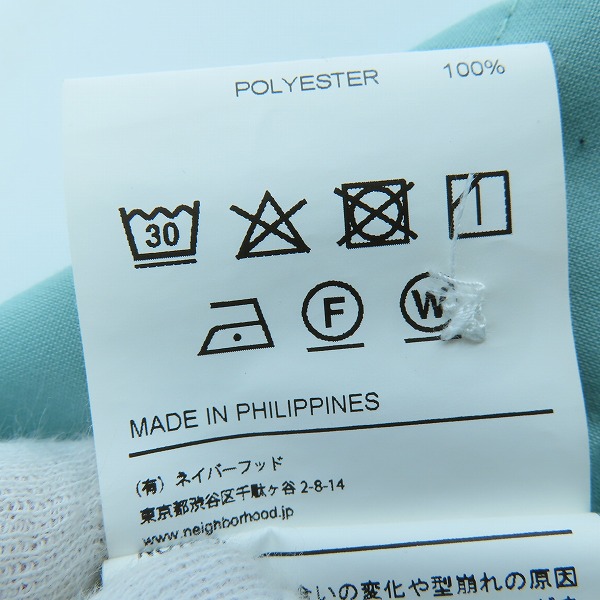 POLYESTER 100%
30
F W
MADE IN PHILIPPINES
(有)ネイバーフッド
東京都渋谷区千駄ヶ谷2-8-14
www.neighborhood.jp
いの変化や型崩れの原因